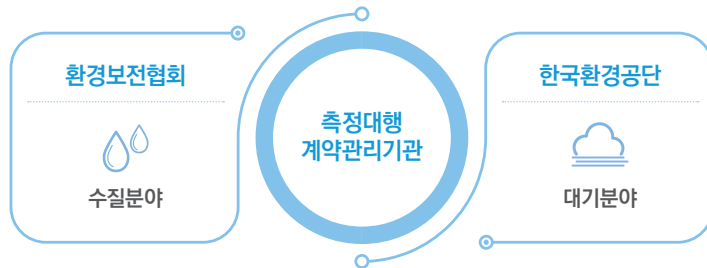 환경보전협회
수질분야
측정대행
계약관리기관
한국환경공단
대기분야